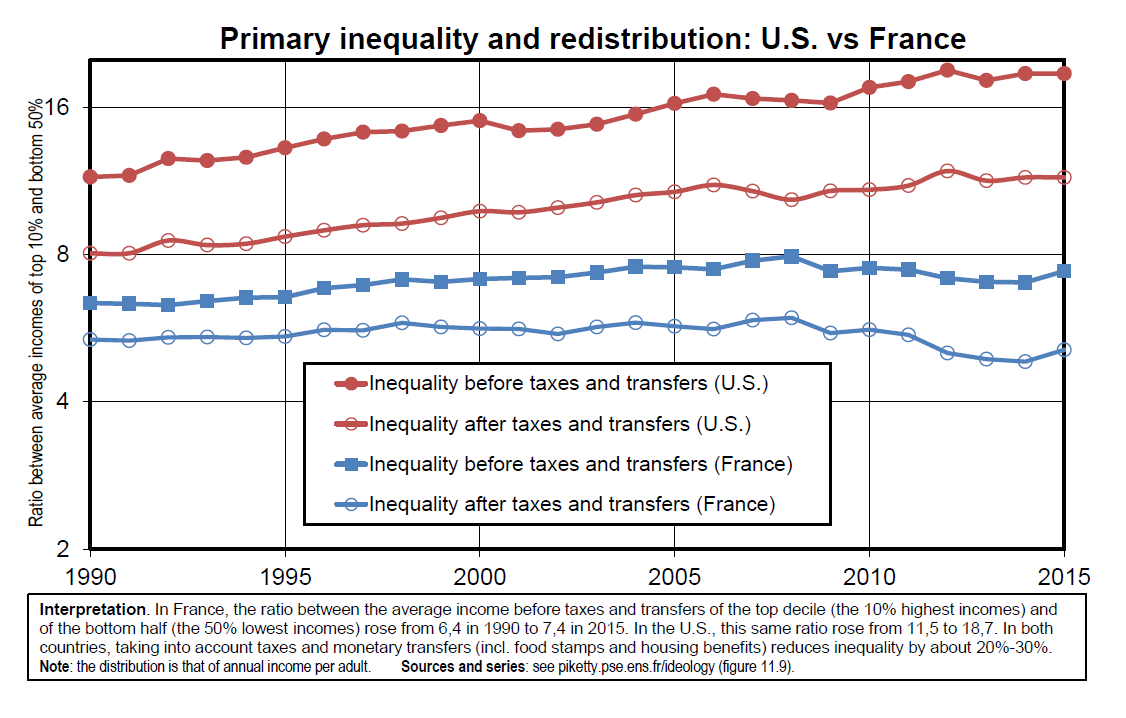 Primary inequality and redistribution: U.S. vs France
Ratio between average incomes of top 10% and bottom 50%
16
8
4
2
Inequality before taxes and transfers (U.S.)
Inequality after taxes and transfers (U.S.)
Inequality before taxes and transfers (France)
Inequality after taxes and transfers (France)
1990 1995 2000 2005 2010 2015
Interpretation. In France, the ratio between the average income before taxes and transfers of the top decile (the 10% highest incomes) and
of the bottom half (the 50% lowest incomes) rose from 6,4 in 1990 to 7,4 in 2015. In the U.S., this same ratio rose from 11,5 to 18,7. In both
countries, taking into account taxes and monetary transfers (incl. food stamps and housing benefits) reduces inequality by about 20%-30%.
Note: the distribution is that of annual income per adult. Sources and series: see piketty.pse.ens.fr/ideology (figure 11.9).